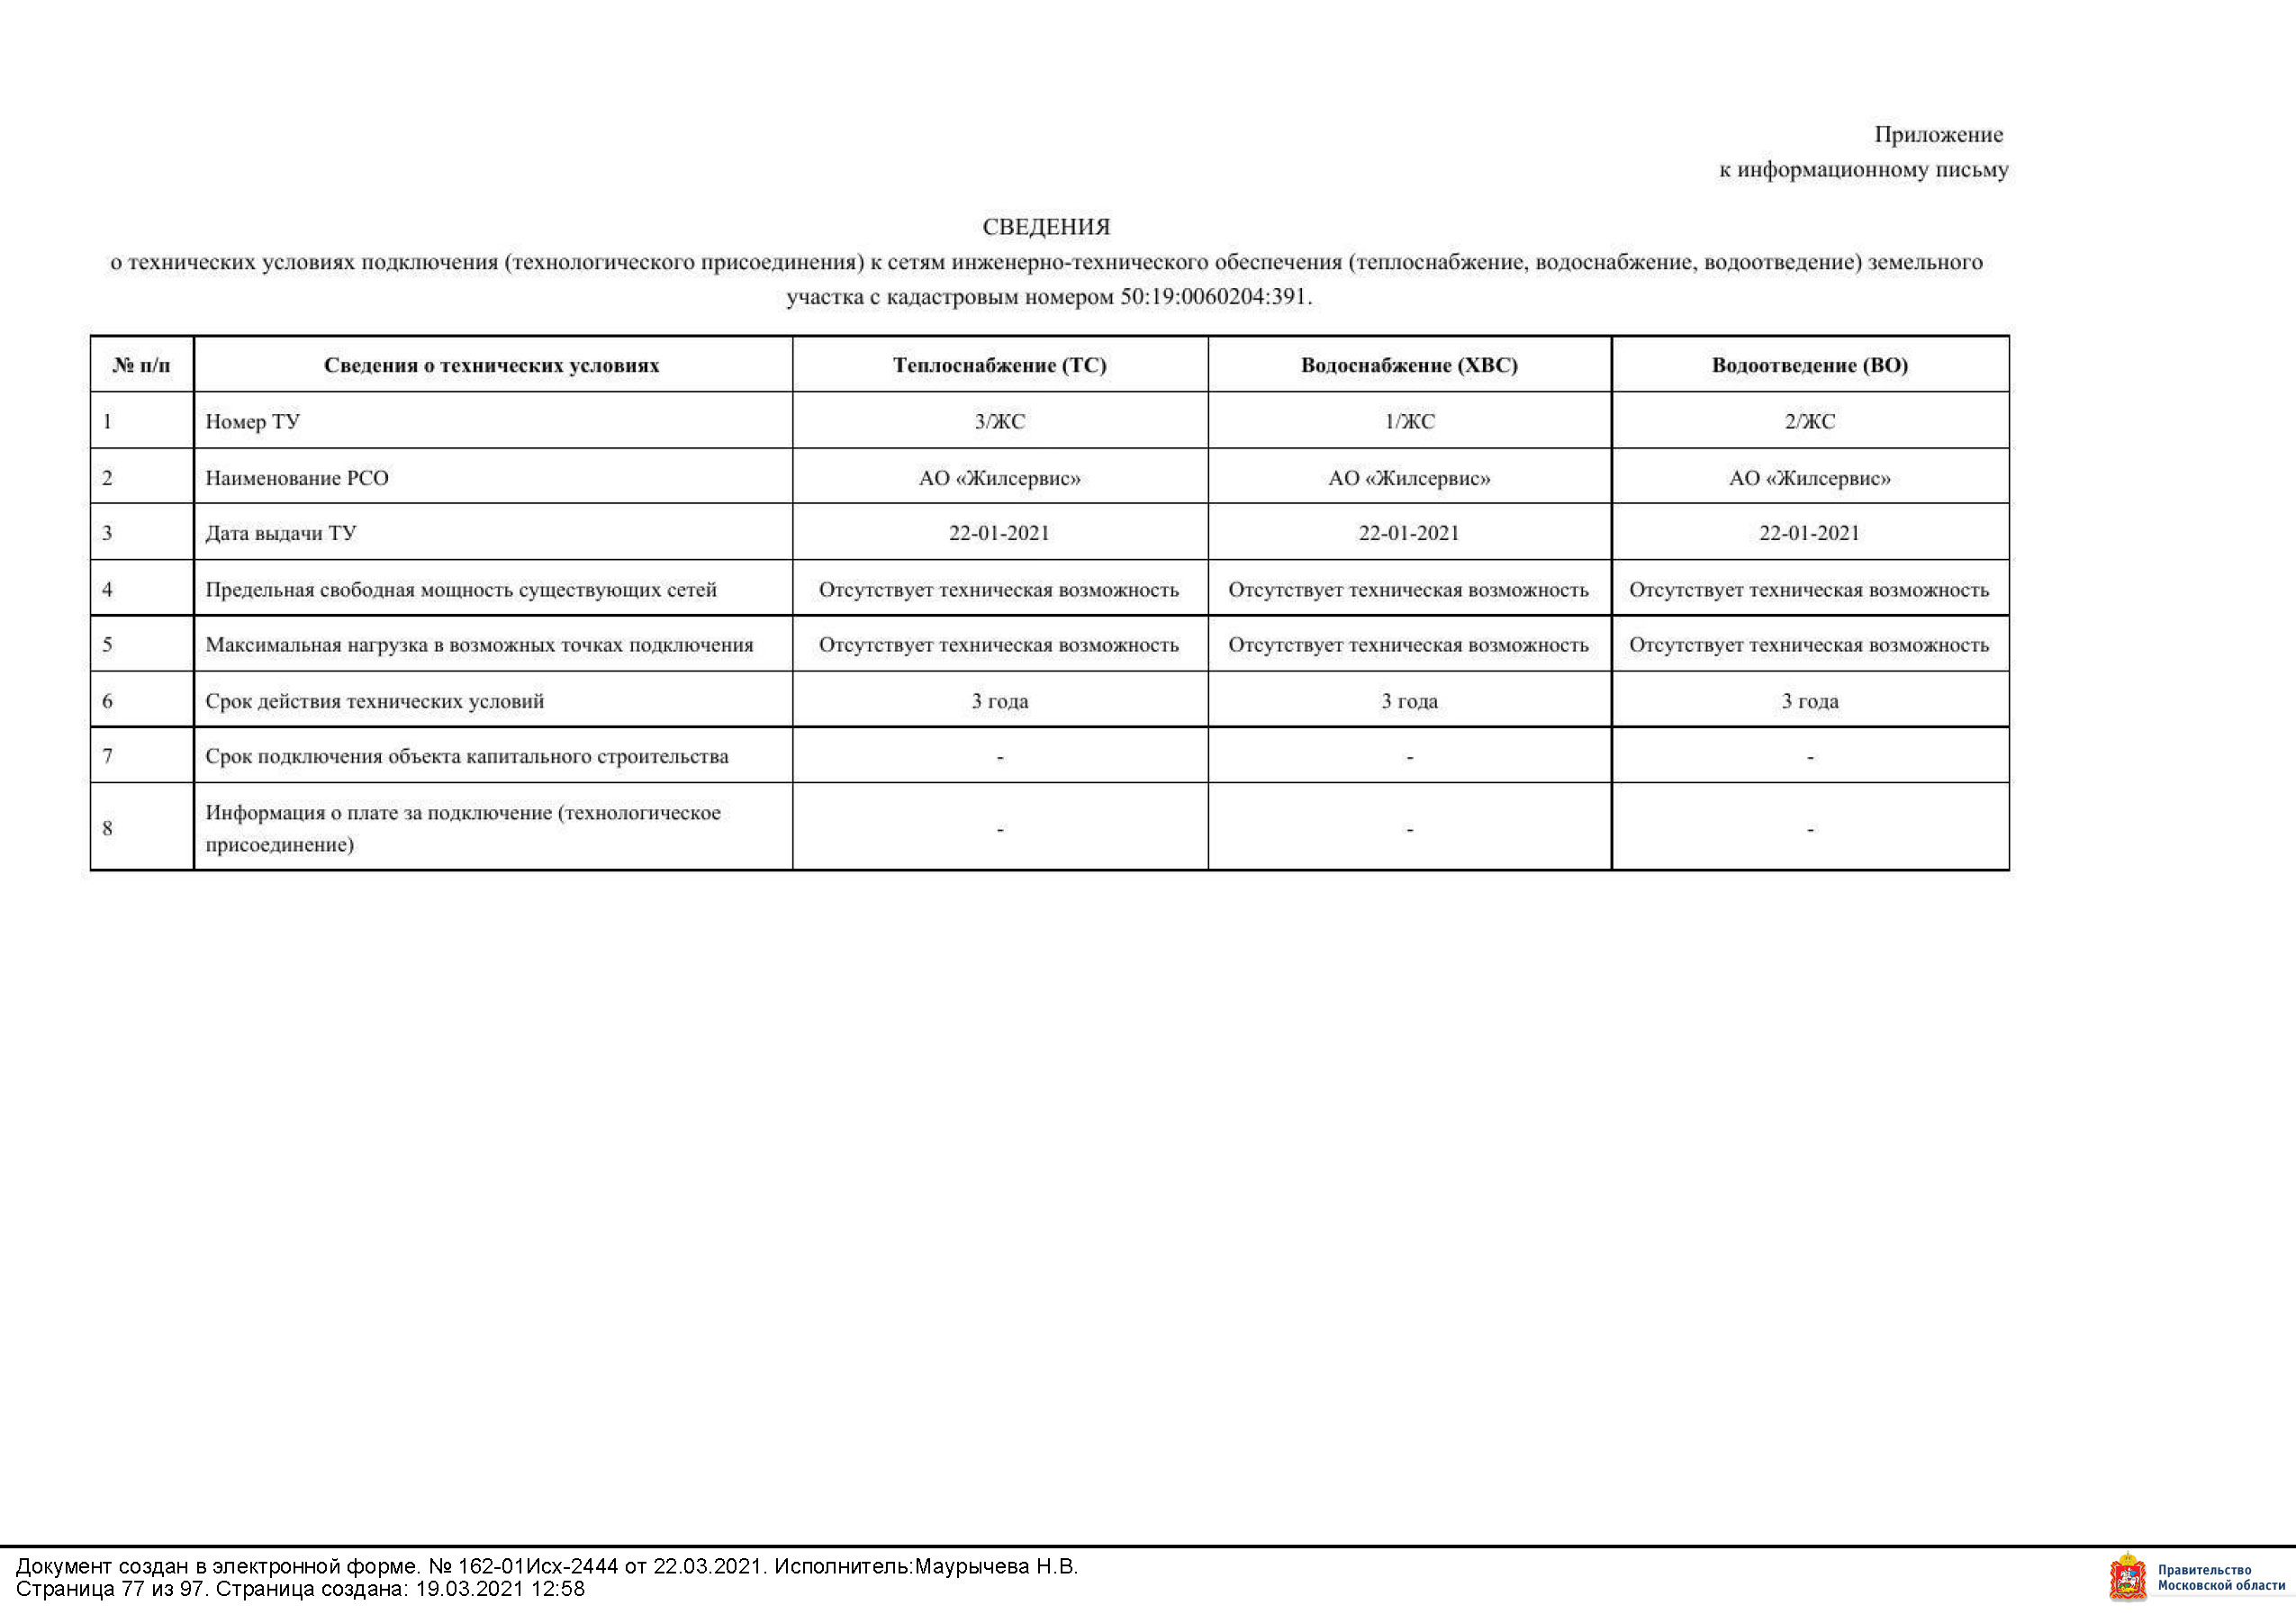 Приложение
к информационному письму
СВЕДЕНИЯ
о технических условиях подключения (технологического присоединения) к сетям инженерно-технического обеспечения (теплоснабжение, водоснабжение, водоотведение) земельного
участка с кадастровым номером 50:19:0060204:391.
№ п/п Сведения о технических условиях Теплоснабжение (ТС) Водоснабжение (ХВС) Водоотведение (ВО)
1 Номер ТУ 3/ЖС 1/ЖС 2/ЖС
2 Наименование РСО АО «Жилсервис» АО «Жилсервис» АО «Жилсервис»
3 Дата выдачи ТУ 22-01-2021 22-01-2021 22-01-2021
4 Предельная свободная мощность существующих сетей Отсутствует техническая возможность Отсутствует техническая возможность Отсутствует техническая возможность
5 Максимальная нагрузка в возможных точках подключения Отсутствует техническая возможность Отсутствует техническая возможность Отсутствует техническая возможность
6 Срок действия технических условий 3 года 3 года 3 года
7 Срок подключения объекта капитального строительства - - -
8 Информация о плате за подключение (технологическое
присоединение) - - -
Документ создан в электронной форме. № 162-01Исх-2444 от 22.03.2021. Исполнитель:Маурычева Н.В.
Страница 77 из 97. Страница создана: 19.03.2021 12:58
Правительство
Московской области